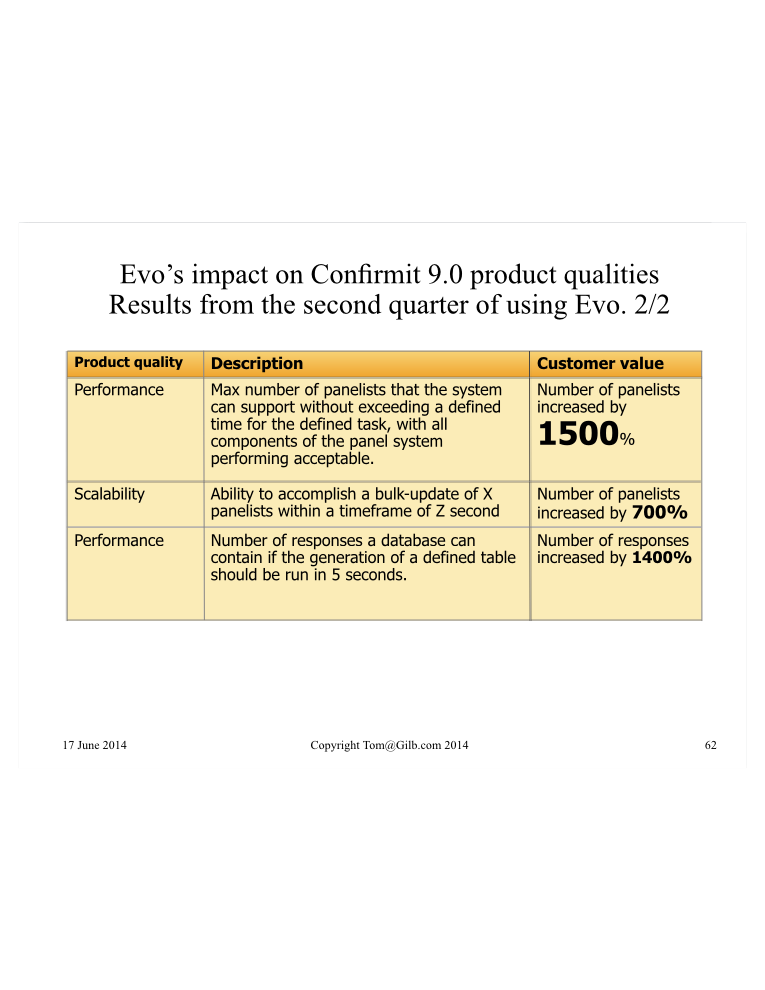 Evo’s impact on Confirmit 9.0 product qualities
Results from the second quarter of using Evo. 2/2
Product quality
Description
Customer value
Performance
Max number of panelists that the system
can support without exceeding a defined
time for the defined task, with all
components of the panel system
performing acceptable.
Number of panelists
increased by
1500%
Scalability
Ability to accomplish a bulk-update of X
panelists within a timeframe of Z second
Number of panelists
increased by 700%
Performance
Number of responses a database can
contain if the generation of a defined table
should be run in 5 seconds.
Number of responses
increased by 1400%
17 June 2014
Copyright Tom@Gilb.com 2014
62